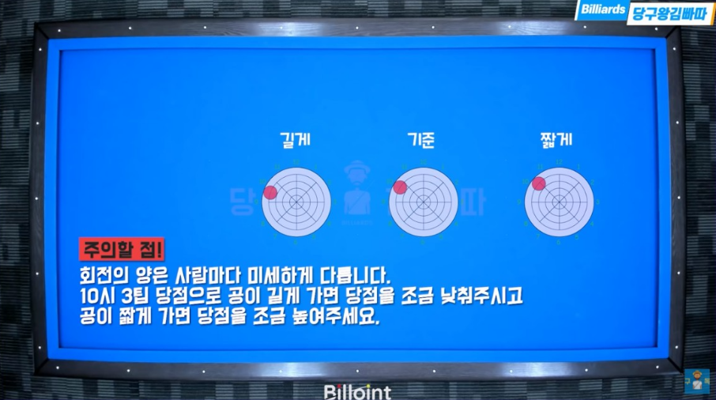 Billiards 당구왕김빠따
길게 기준 짧게
당 따
주의할 점!
회전의 양은 사람마다 미세하게 다릅니다.
10시 3팁 당점으로 공이 길게 가면 당점을 조금 낮춰주시고
공이 짧게 가면 당점을 조금 높여주세요.
Billoint